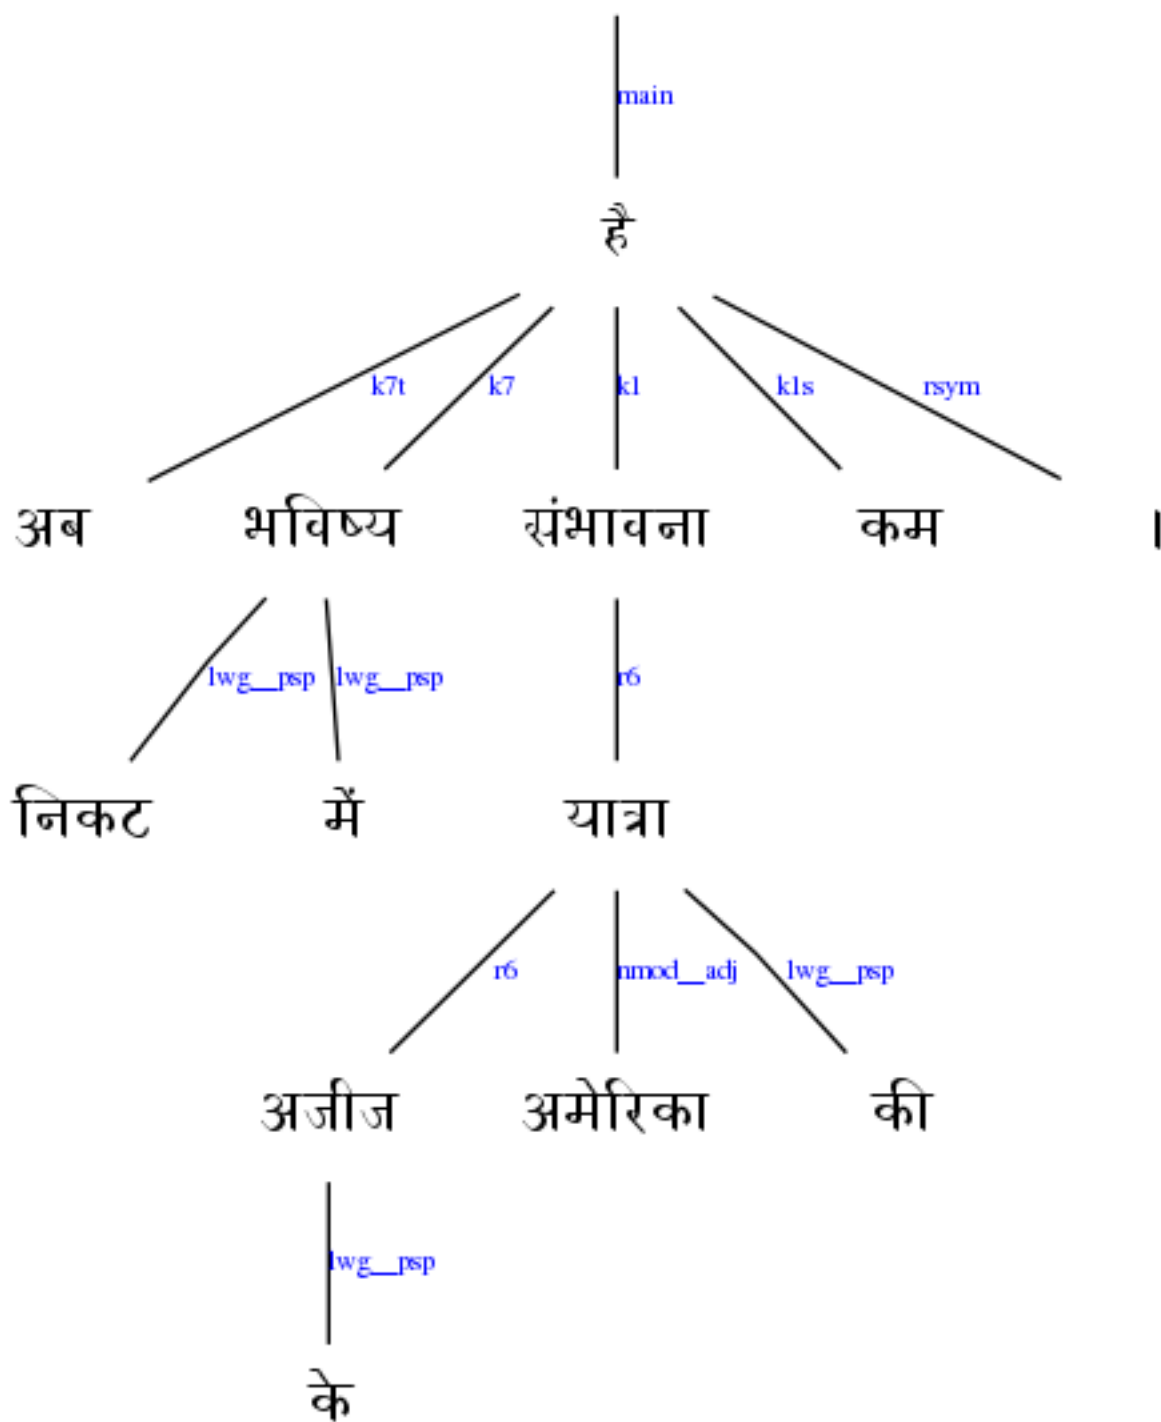 main
है
k7t k7 k1 k1s rsym
अब भविष्य संभावना कम ।
lwg__psp lwg__psp r6
निकट में यात्रा
r6 nmod__adj lwg__psp
अजीज अमेरिका की
lwg__psp
के